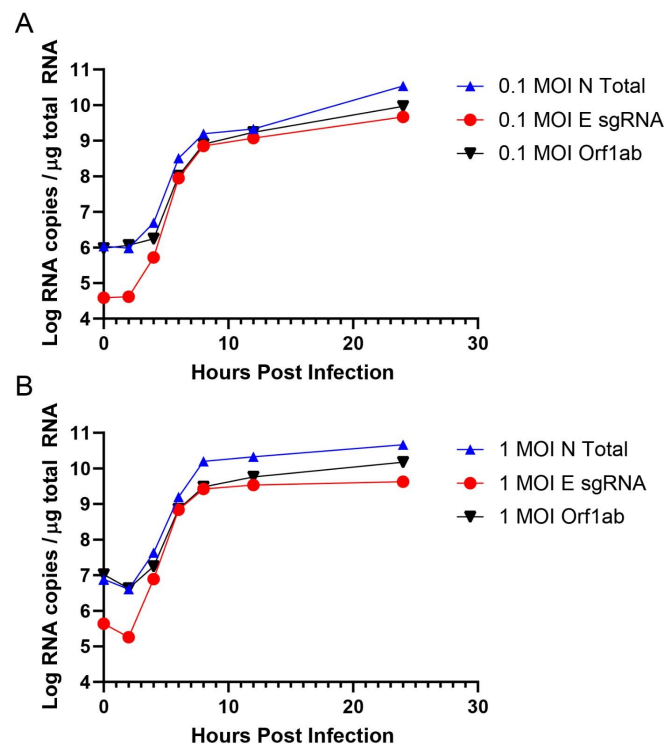 A
Log RNA copies / μg total RNA
11
10
9
8
7
6
5
4
0
10
20
30
Hours Post Infection
0.1 MOI N Total
0.1 MOI E sgRNA
0.1 MOI Orf1ab
B
Log RNA copies / μg total RNA
11
10
9
8
7
6
5
4
0
10
20
30
Hours Post Infection
1 MOI N Total
1 MOI E sgRNA
1 MOI Orf1ab